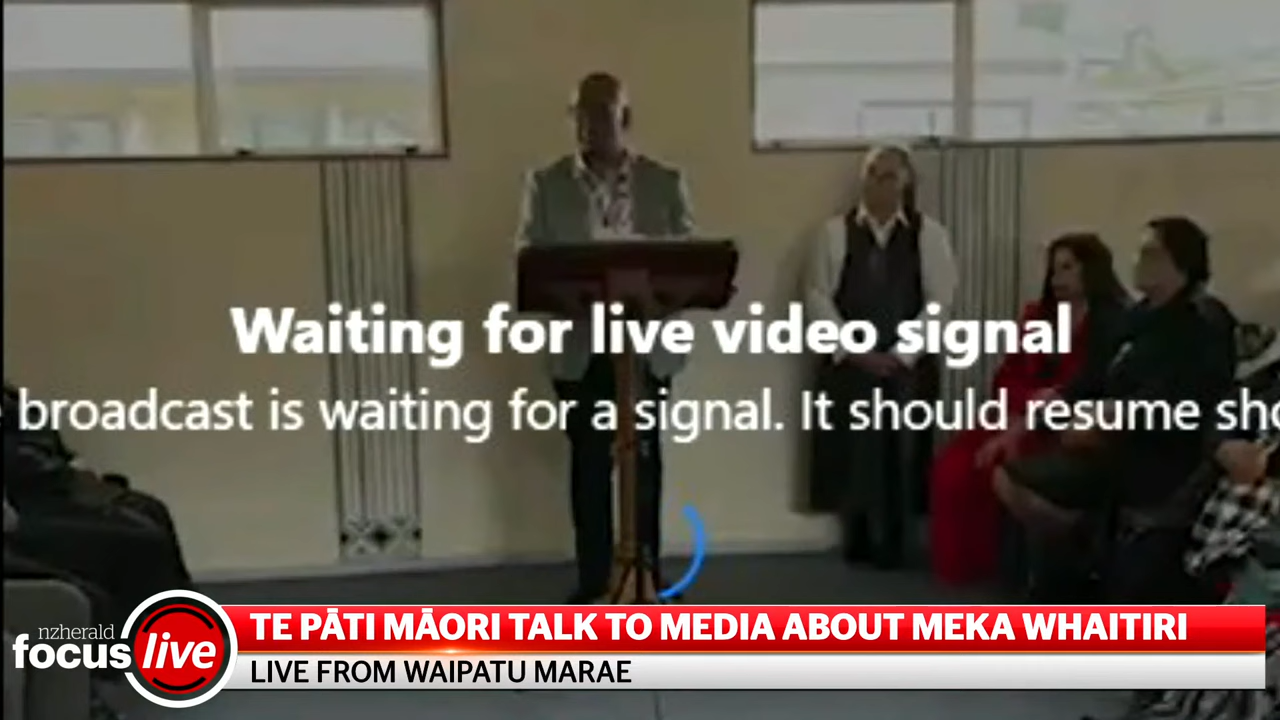 Waiting for live video signal
broadcast is waiting for a signal. It should resume sho
nzherald
focus live
TE PĀTI MĀORI TALK TO MEDIA ABOUT MEKA WHAITIRI
LIVE FROM WAIPATU MARAE